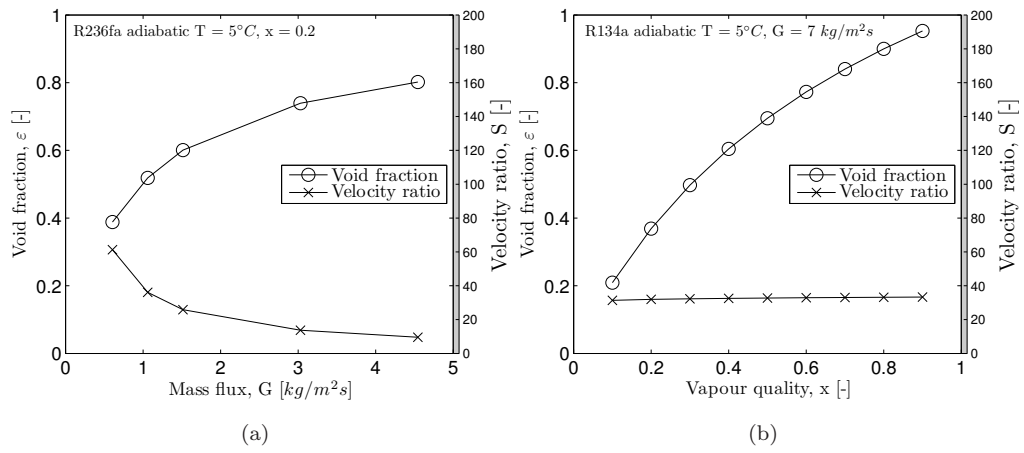 R236fa adiabatic T = 5°C, x = 0.2
1
0.8
0.6
0.4
0.2
0
Void fraction, ε [-]
200
180
160
140
120
100
80
60
40
20
0
Velocity ratio, S [-]
Void fraction
Velocity ratio
0 1 2 3 4 5
Mass flux, G [kg/m²s]
(a)
R134a adiabatic T = 5°C, G = 7 kg/m²s
1
0.8
0.6
0.4
0.2
0
Void fraction, ε [-]
200
180
160
140
120
100
80
60
40
20
0
Velocity ratio, S [-]
Void fraction
Velocity ratio
0 0.2 0.4 0.6 0.8 1
Vapour quality, x [-]
(b)